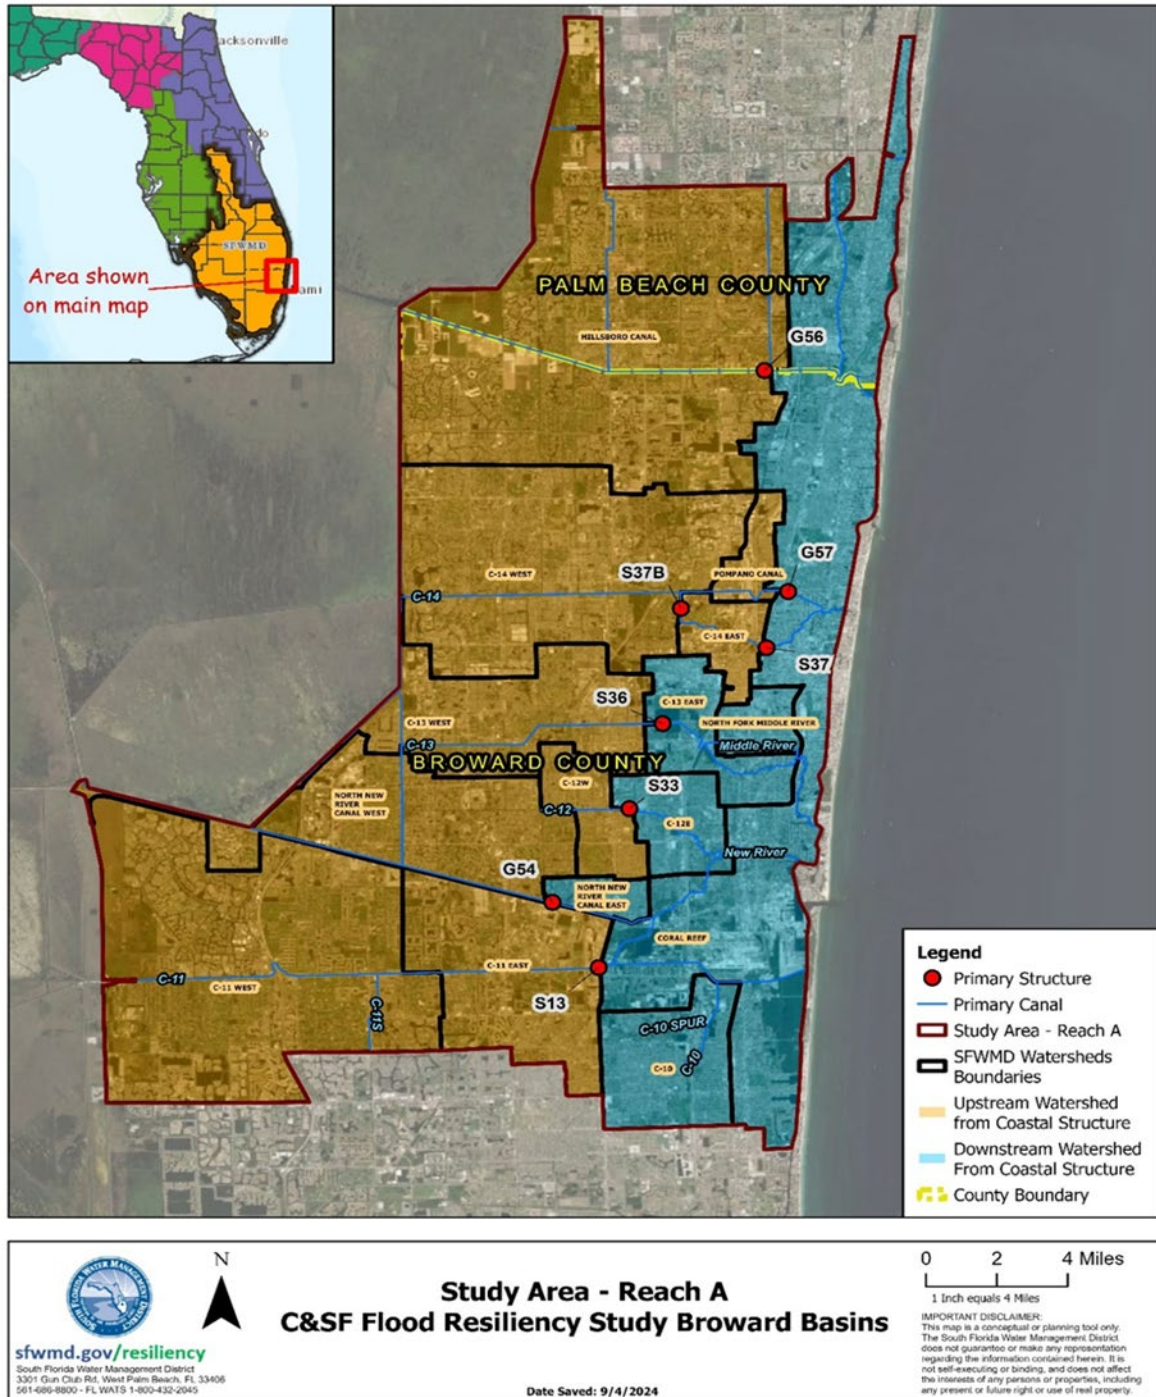 Jacksonville
SFWMD
Area shown
on main map
ami
PALM BEACH COUNTY
HILLSBORO CANAL
G56
G57
C-14 WEST
S37B
POMPANO CANAL
C-14
C-14 EAST
S37
S36
C-13 EAST
C-13 WEST
NORTH FORK MIDDLE RIVER
C-13
Middle River
BROWARD COUNTY
C-12W
S33
NORTH NEW
RIVER
CANAL WEST
C-12
C-12E
New River
G54
NORTH NEW
RIVER
CANAL EAST
CORAL REEF
C-11 EAST
C-11
C-11 WEST
S13
C-11S
C-10 SPUR
C-10
C-10
Legend
Primary Structure
Primary Canal
Study Area - Reach A
SFWMD Watersheds
Boundaries
Upstream Watershed
from Coastal Structure
Downstream Watershed
From Coastal Structure
County Boundary
SOUTH FLORIDA WATER MANAGEMENT DISTRICT
sfwmd.gov/resiliency
South Florida Water Management District
3301 Gun Club Rd, West Palm Beach, FL 33406
561-686-8800 - FL WATS 1-800-432-2045
N
Study Area - Reach A
C&SF Flood Resiliency Study Broward Basins
Date Saved: 9/4/2024
0 2 4 Miles
1 Inch equals 4 Miles
IMPORTANT DISCLAIMER:
This map is a conceptual or planning tool only.
The South Florida Water Management District
does not guarantee or make any representation
regarding the information contained herein. It is
not self-executing or binding, and does not affect
the interests of any persons or properties, including
any present or future right or use of real property.